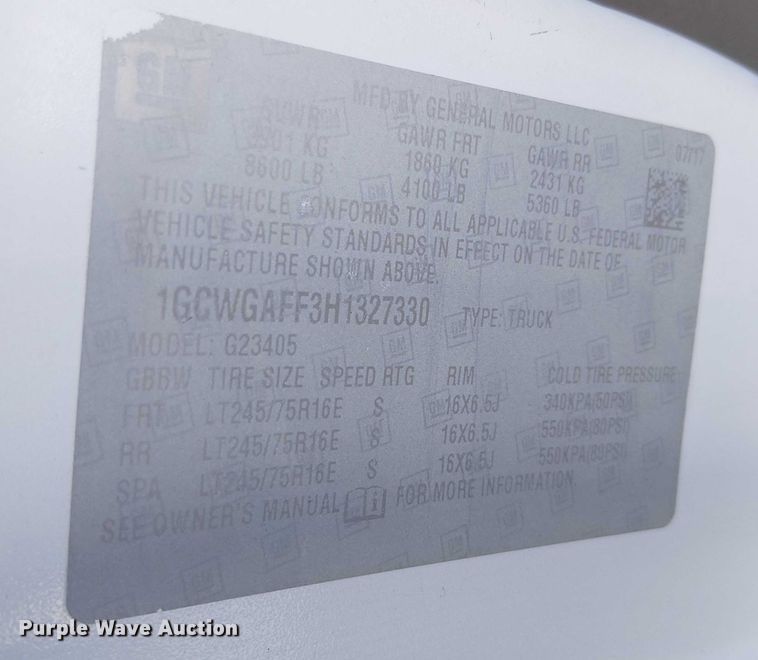 MFD BY GENERAL MOTORS LLC
07/17
GVWR GAWR FRT GAWR RR
3901 KG 1860 KG 2431 KG
8600 LB 4100 LB 5360 LB
THIS VEHICLE CONFORMS TO ALL APPLICABLE U.S. FEDERAL MOTOR
VEHICLE SAFETY STANDARDS IN EFFECT ON THE DATE OF
MANUFACTURE SHOWN ABOVE.
1GCWGAFF3H1327330 TYPE: TRUCK
MODEL: G23405
TIRE SIZE SPEED RTG RIM COLD TIRE PRESSURE
FRT LT245/75R16E S 16X6.5J 340KPA(50PSI)
RR LT245/75R16E S 16X6.5J 550KPA(80PSI)
SPA LT245/75R16E S 16X6.5J 550KPA(80PSI)
SEE OWNER'S MANUAL FOR MORE INFORMATION.
Purple Wave Auction